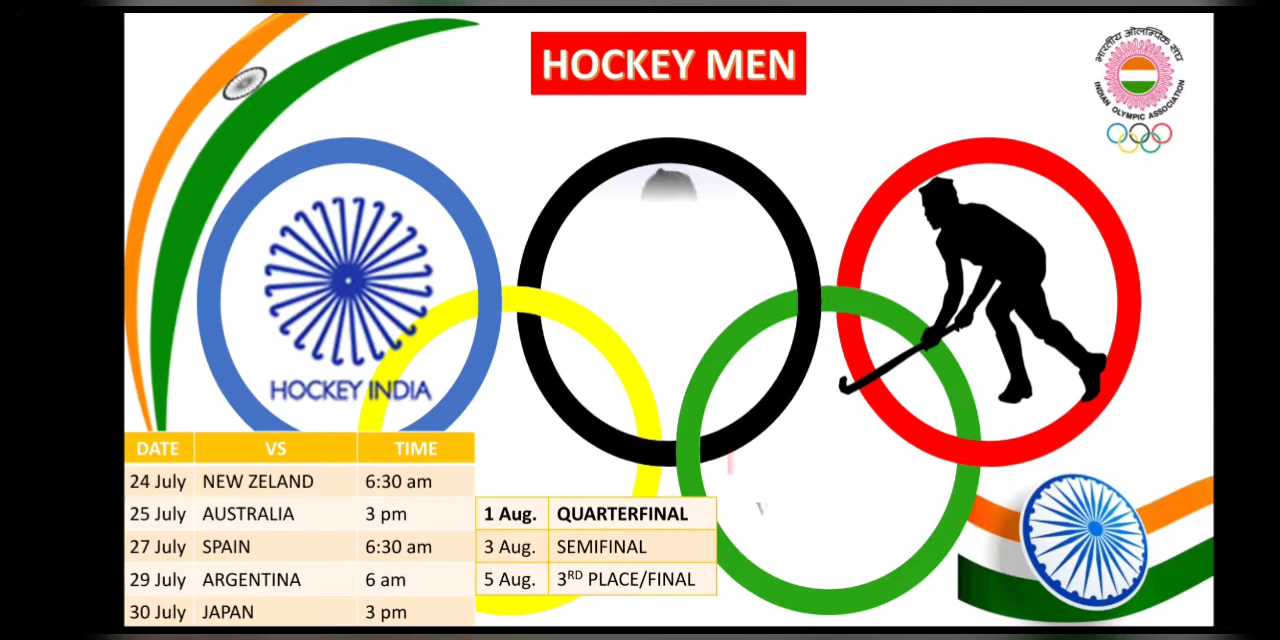 HOCKEY MEN
भारतीय ओलम्पिक संघ
INDIAN OLYMPIC ASSOCIATION
HOCKEY INDIA
DATE VS TIME
24 July NEW ZELAND 6:30 am
25 July AUSTRALIA 3 pm
27 July SPAIN 6:30 am
29 July ARGENTINA 6 am
30 July JAPAN 3 pm
1 Aug. QUARTERFINAL
3 Aug. SEMIFINAL
5 Aug. 3RD PLACE/FINAL